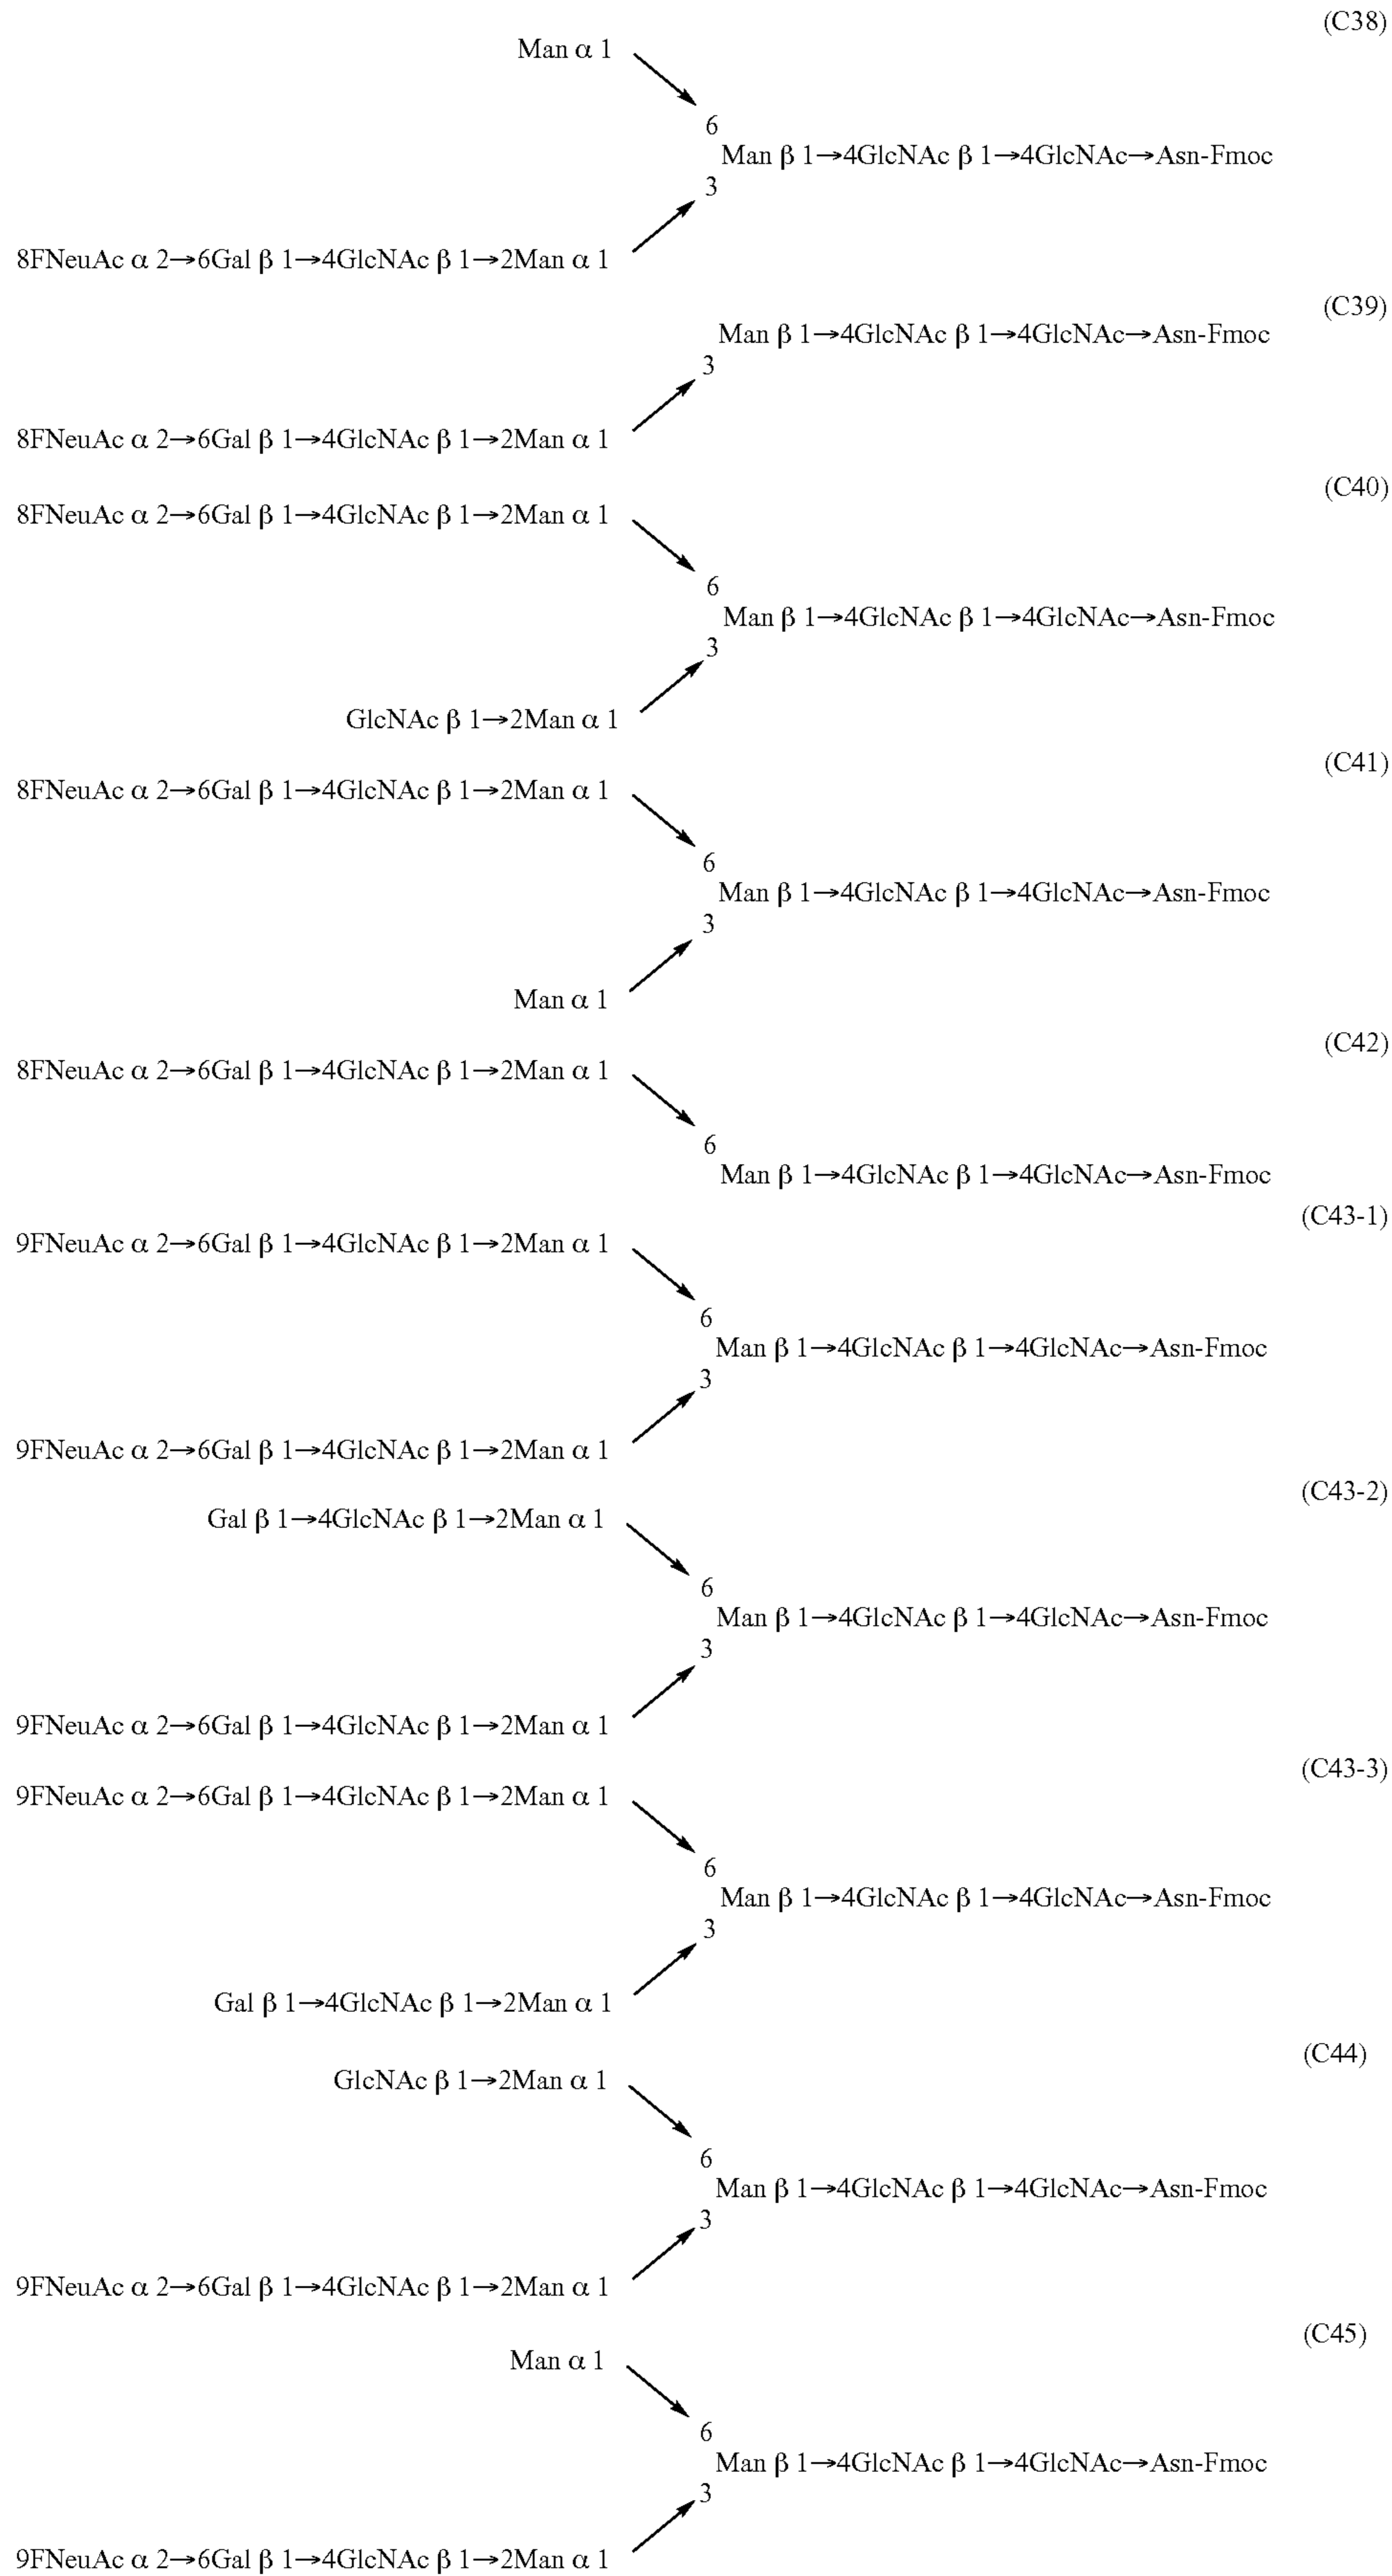 (C38)
Man α 1
6
Man β 1→4GlcNAc β 1→4GlcNAc→Asn-Fmoc
3
8FNeuAc α 2→6Gal β 1→4GlcNAc β 1→2Man α 1
(C39)
Man β 1→4GlcNAc β 1→4GlcNAc→Asn-Fmoc
3
8FNeuAc α 2→6Gal β 1→4GlcNAc β 1→2Man α 1
(C40)
8FNeuAc α 2→6Gal β 1→4GlcNAc β 1→2Man α 1
6
Man β 1→4GlcNAc β 1→4GlcNAc→Asn-Fmoc
3
GlcNAc β 1→2Man α 1
(C41)
8FNeuAc α 2→6Gal β 1→4GlcNAc β 1→2Man α 1
6
Man β 1→4GlcNAc β 1→4GlcNAc→Asn-Fmoc
3
Man α 1
(C42)
8FNeuAc α 2→6Gal β 1→4GlcNAc β 1→2Man α 1
6
Man β 1→4GlcNAc β 1→4GlcNAc→Asn-Fmoc
(C43-1)
9FNeuAc α 2→6Gal β 1→4GlcNAc β 1→2Man α 1
6
Man β 1→4GlcNAc β 1→4GlcNAc→Asn-Fmoc
3
9FNeuAc α 2→6Gal β 1→4GlcNAc β 1→2Man α 1
(C43-2)
Gal β 1→4GlcNAc β 1→2Man α 1
6
Man β 1→4GlcNAc β 1→4GlcNAc→Asn-Fmoc
3
9FNeuAc α 2→6Gal β 1→4GlcNAc β 1→2Man α 1
(C43-3)
9FNeuAc α 2→6Gal β 1→4GlcNAc β 1→2Man α 1
6
Man β 1→4GlcNAc β 1→4GlcNAc→Asn-Fmoc
3
Gal β 1→4GlcNAc β 1→2Man α 1
(C44)
GlcNAc β 1→2Man α 1
6
Man β 1→4GlcNAc β 1→4GlcNAc→Asn-Fmoc
3
9FNeuAc α 2→6Gal β 1→4GlcNAc β 1→2Man α 1
(C45)
Man α 1
6
Man β 1→4GlcNAc β 1→4GlcNAc→Asn-Fmoc
3
9FNeuAc α 2→6Gal β 1→4GlcNAc β 1→2Man α 1